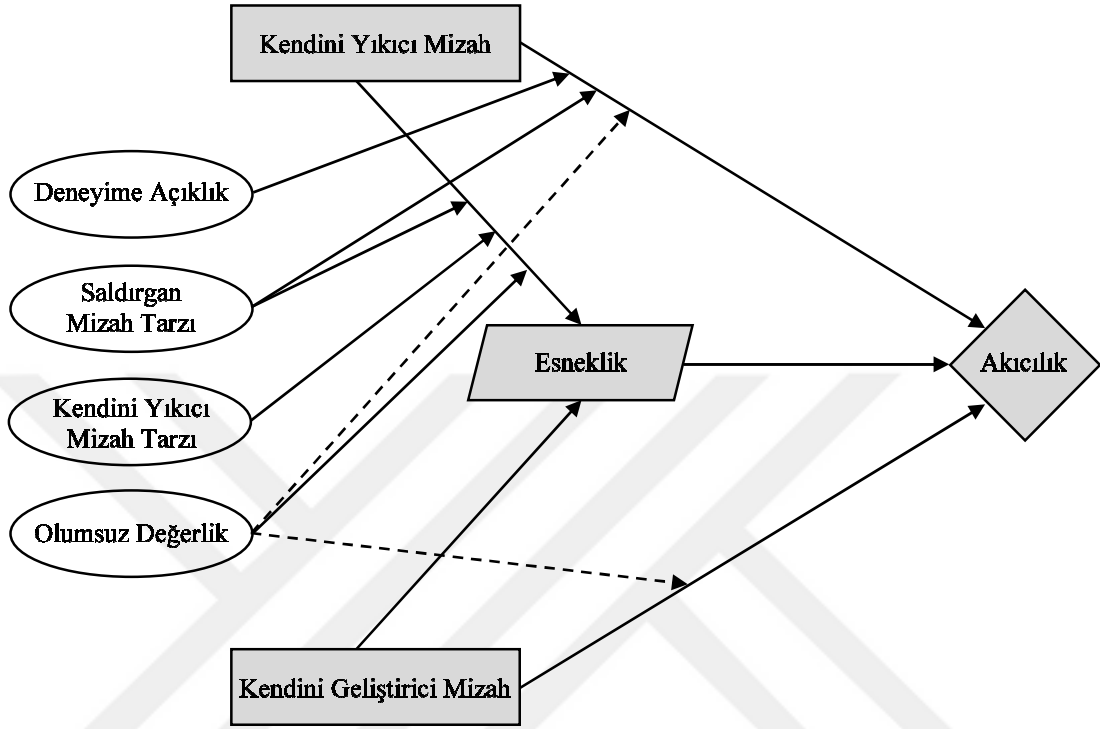 Kendini Yıkıcı Mizah
Deneyime Açıklık
Saldırgan
Mizah Tarzı
Esneklik
Akıcılık
Kendini Yıkıcı
Mizah Tarzı
Olumsuz Değerlik
Kendini Geliştirici Mizah